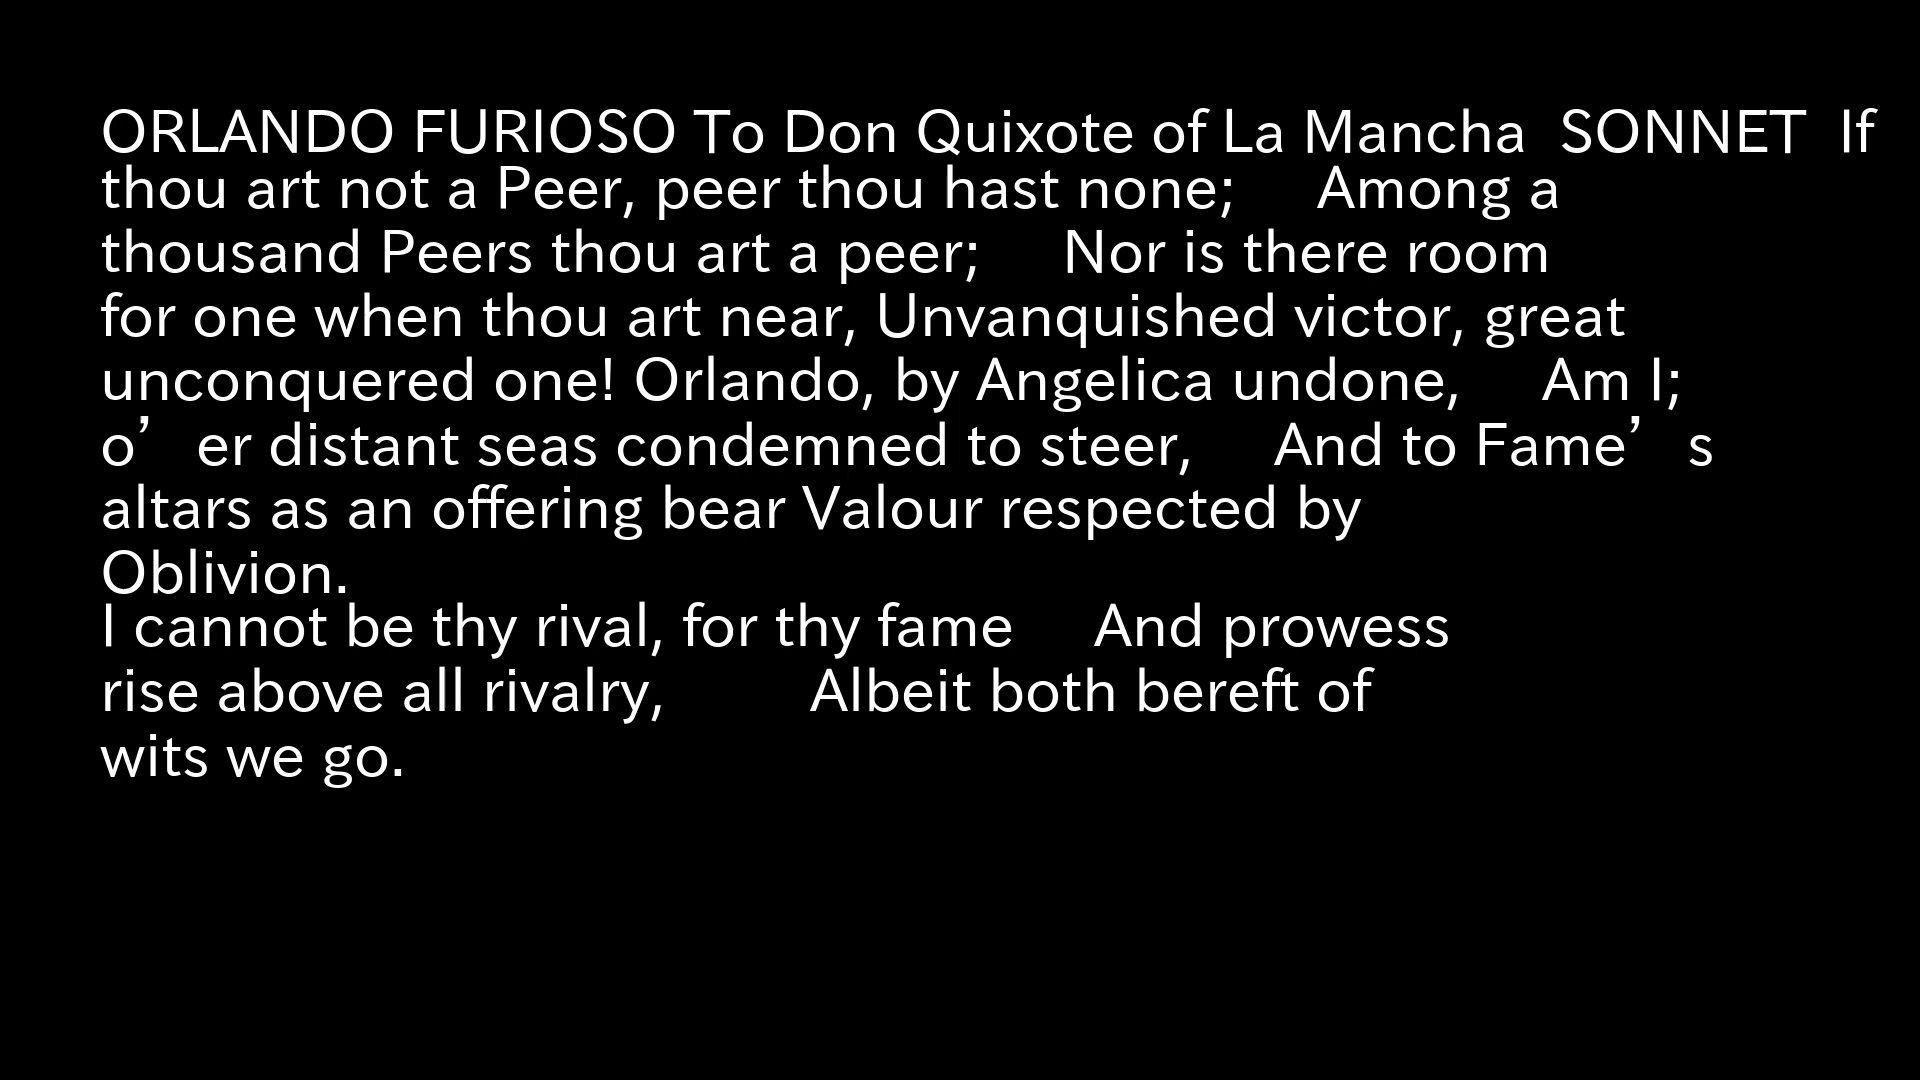 ORLANDO FURIOSO To Don Quixote of La Mancha  SONNET  If
thou art not a Peer, peer thou hast none;     Among a
thousand Peers thou art a peer;     Nor is there room
for one when thou art near, Unvanquished victor, great
unconquered one! Orlando, by Angelica undone,     Am I;
o’er distant seas condemned to steer,     And to Fame’s
altars as an offering bear Valour respected by
Oblivion.
I cannot be thy rival, for thy fame     And prowess
rise above all rivalry,         Albeit both bereft of
wits we go.